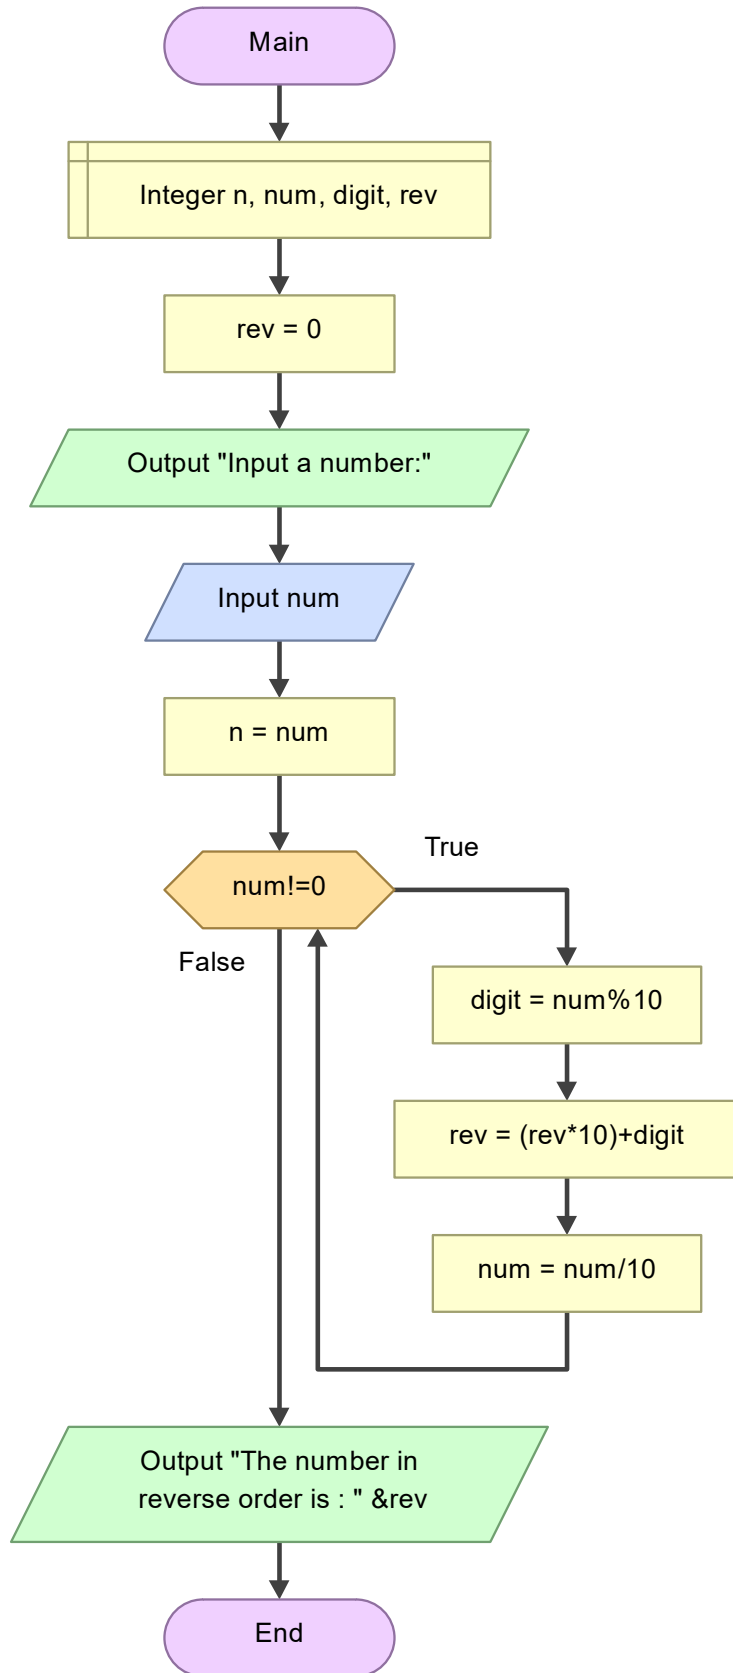 Main
Integer n, num, digit, rev
rev = 0
Output "Input a number:"
Input num
n = num
num!=0
True
False
digit = num%10
rev = (rev*10)+digit
num = num/10
Output "The number in
reverse order is : " &rev
End